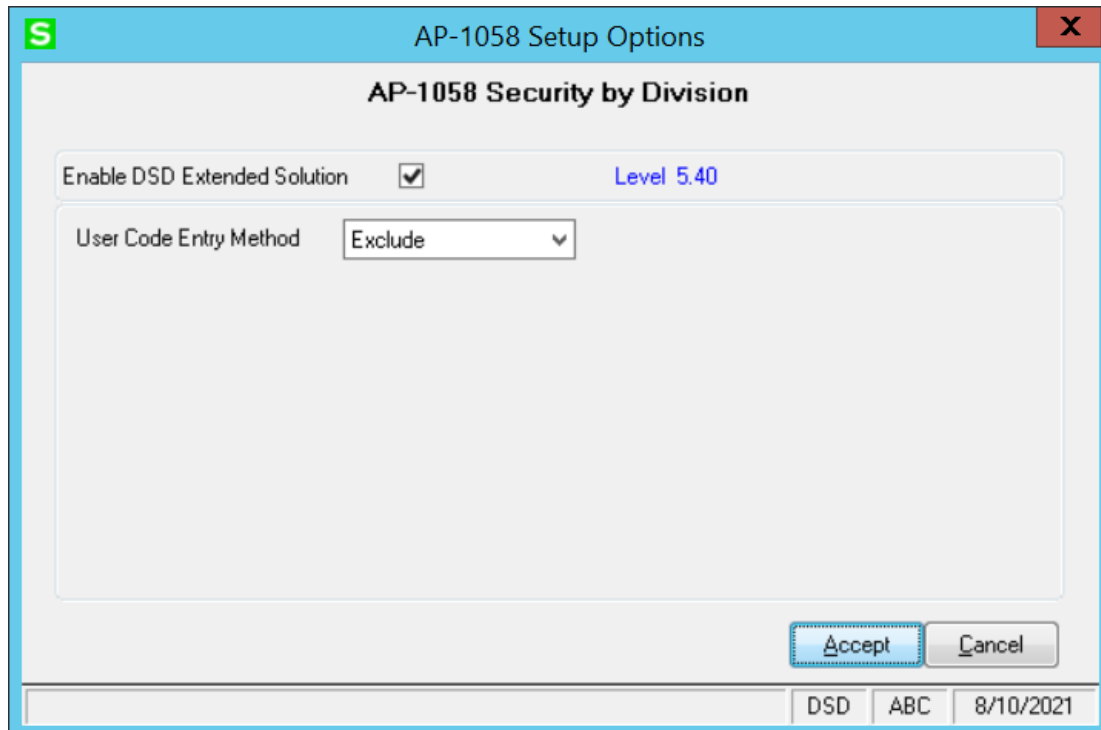 S
AP-1058 Setup Options
X
AP-1058 Security by Division
Enable DSD Extended Solution Level 5.40
User Code Entry Method Exclude
Accept Cancel
DSD ABC 8/10/2021